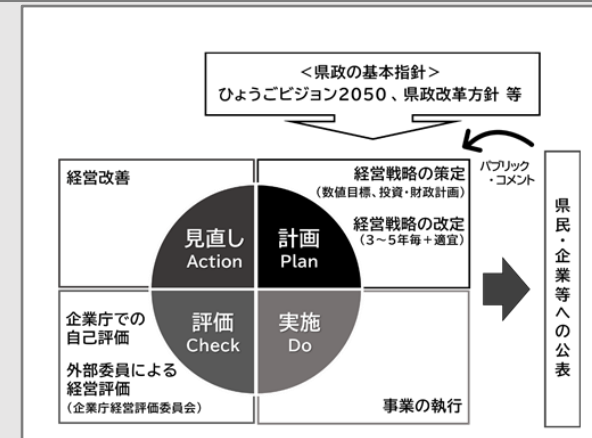 ＜県政の基本指針＞
ひょうごビジョン2050、県政改革方針 等
パブリック
・コメント
経営改善
経営戦略の策定
（数値目標、投資・財政計画）
経営戦略の改定
（3～5年毎＋適宜）
見直し
Action
計画
Plan
評価
Check
実施
Do
企業庁での
自己評価
外部委員による
経営評価
（企業庁経営評価委員会）
事業の執行
県民・企業等への公表